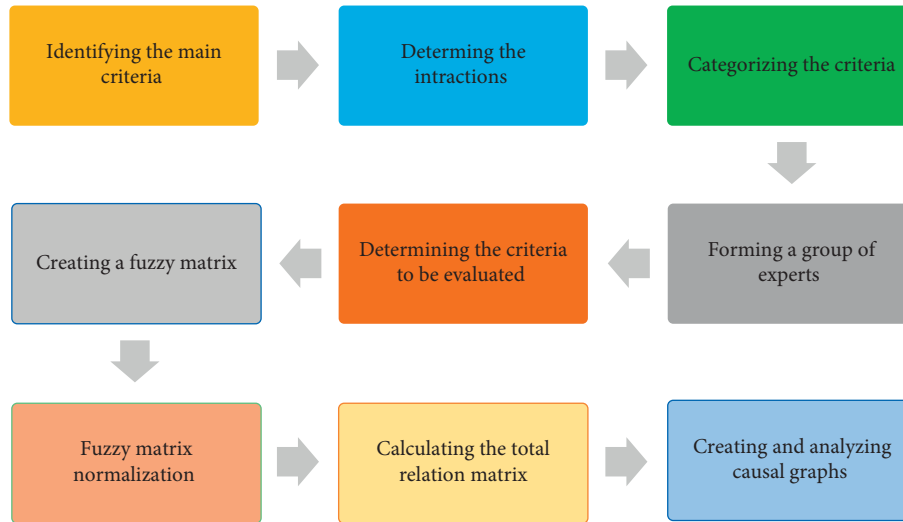 Identifying the main
criteria
Determing the
intractions
Categorizing the criteria
Forming a group of
experts
Determining the criteria
to be evaluated
Creating a fuzzy matrix
Fuzzy matrix
normalization
Calculating the total
relation matrix
Creating and analyzing
causal graphs